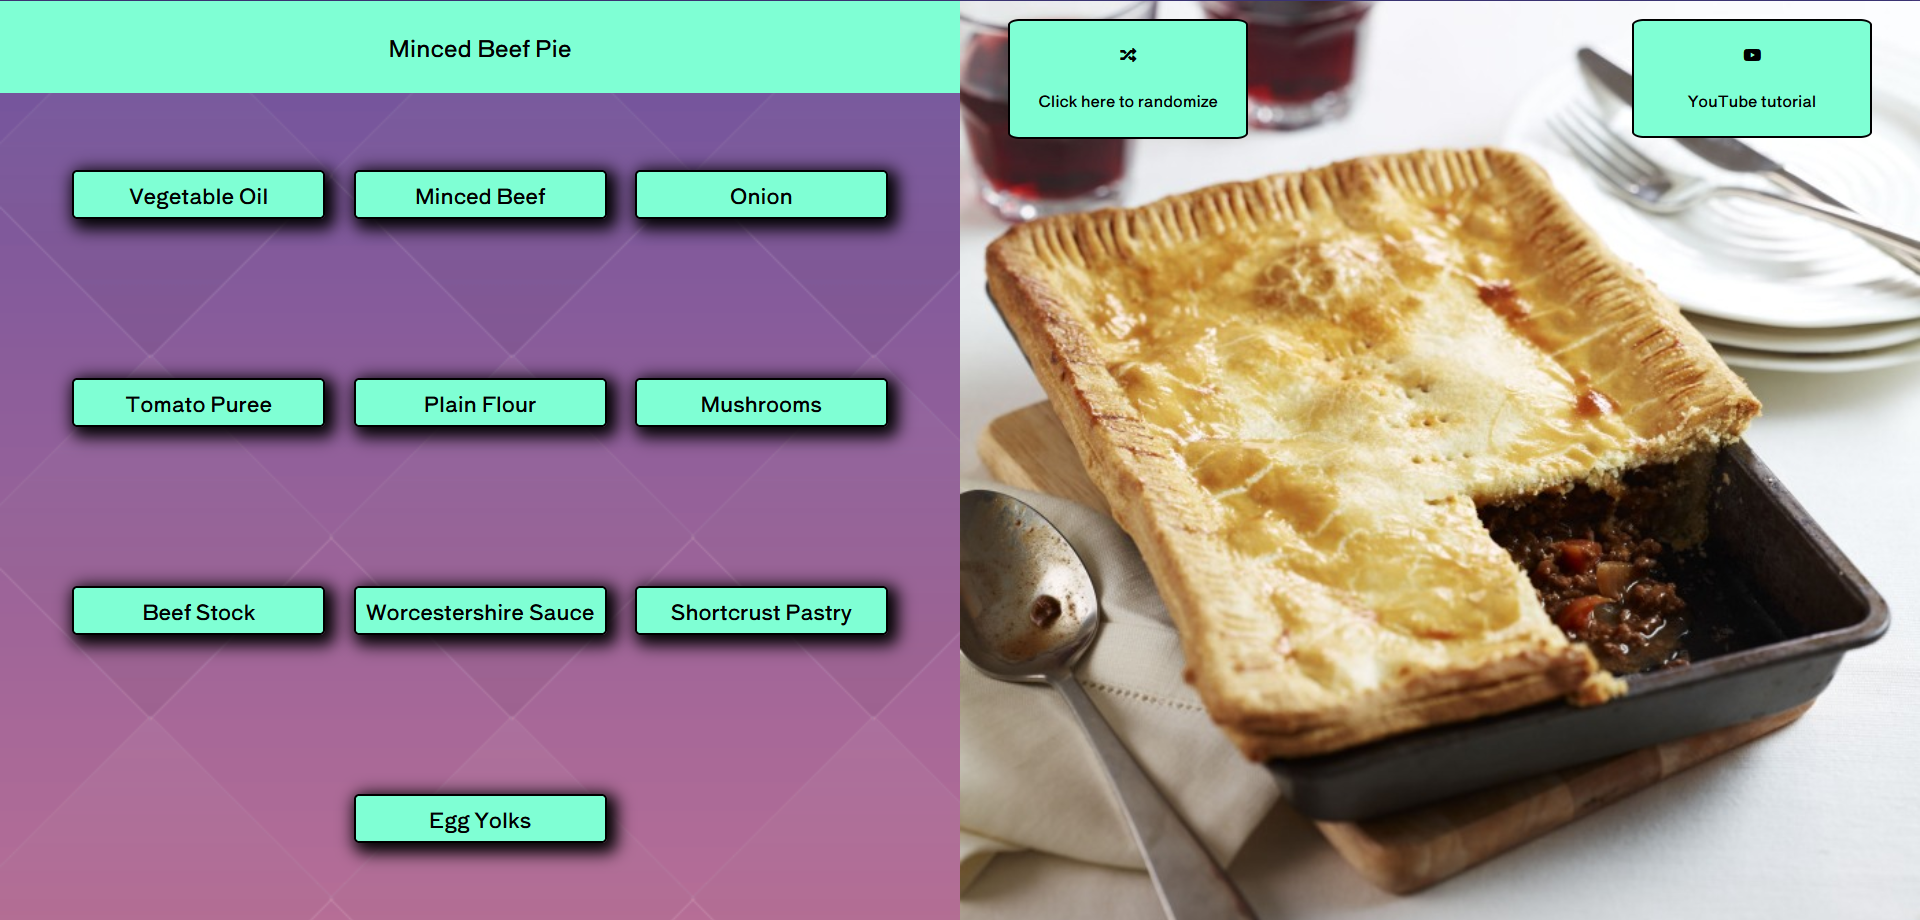 Minced Beef Pie
Click here to randomize
YouTube tutorial
Vegetable Oil
Minced Beef
Onion
Tomato Puree
Plain Flour
Mushrooms
Beef Stock
Worcestershire Sauce
Shortcrust Pastry
Egg Yolks